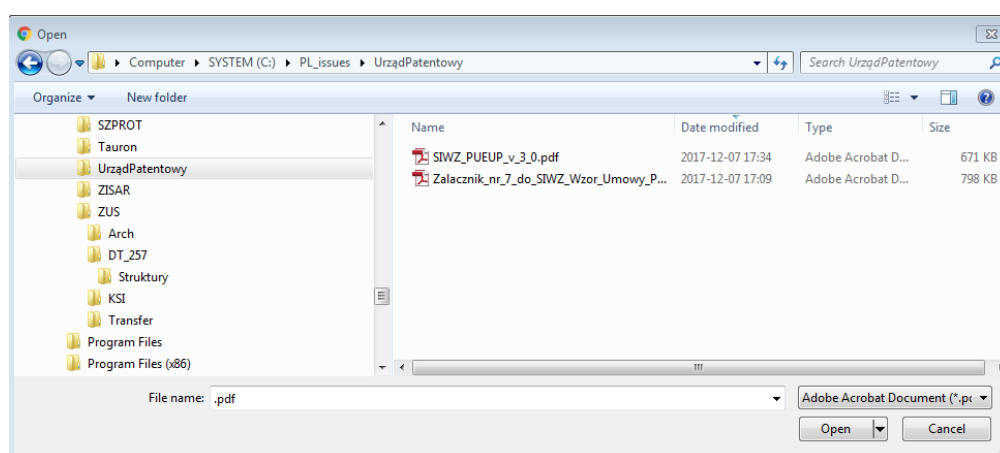 Open
Computer ▸ SYSTEM (C:) ▸ PL_issues ▸ UrządPatentowy
Search UrządPatentowy
Organize New folder
SZPROT
Tauron
UrządPatentowy
ZISAR
ZUS
Arch
DT_257
Struktury
KSI
Transfer
Program Files
Program Files (x86)
Name Date modified Type Size
SIWZ_PUEUP_v_3_0.pdf 2017-12-07 17:34 Adobe Acrobat D... 671 KB
Zalacznik_nr_7_do_SIWZ_Wzor_Umowy_P... 2017-12-07 17:09 Adobe Acrobat D... 798 KB
File name: .pdf
Adobe Acrobat Document (*.pc
Open Cancel